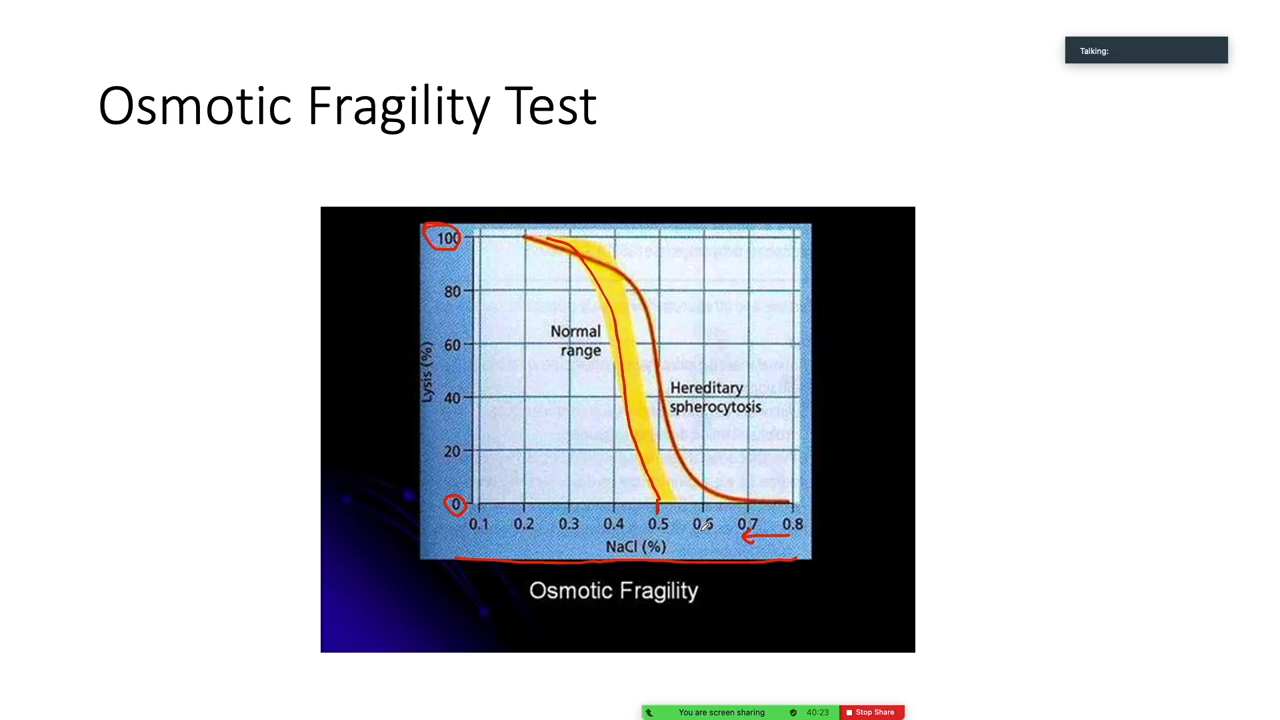 Talking:
Osmotic Fragility Test
100
80
60
40
20
0
Lysis (%)
Normal
range
Hereditary
spherocytosis
0.1 0.2 0.3 0.4 0.5 0.6 0.7 0.8
NaCl (%)
Osmotic Fragility
You are screen sharing 40:23 Stop Share